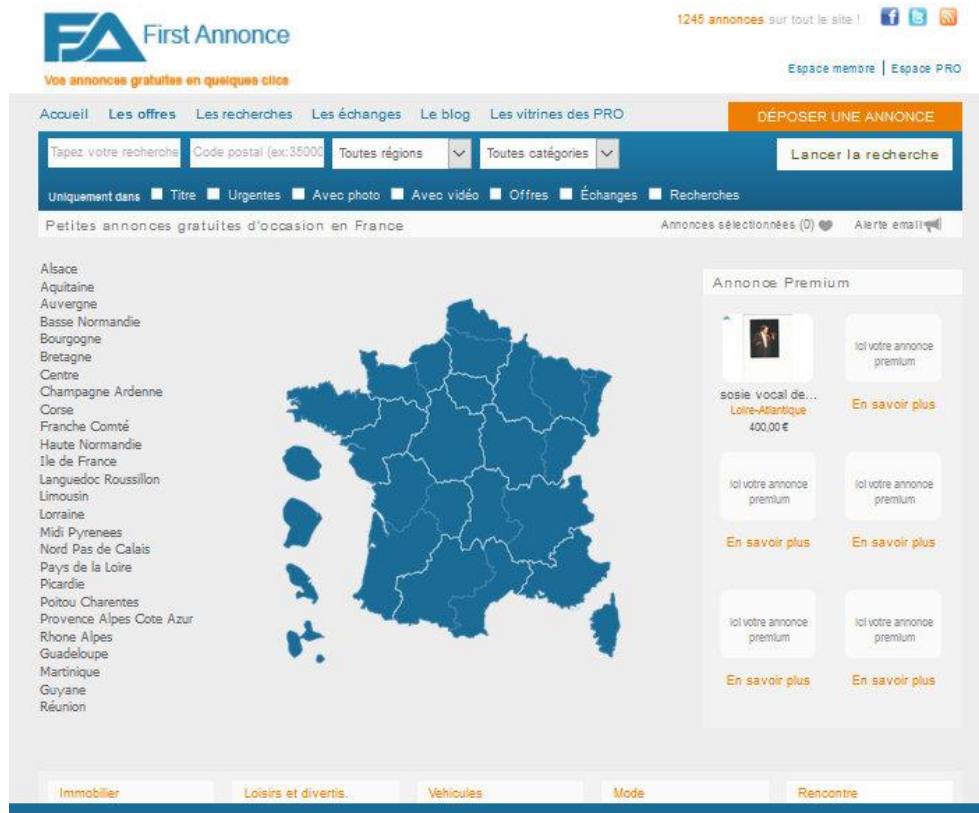 FA First Annonce
Vos annonces gratuites en quelques clics
1245 annonces sur tout le site !
Espace membre | Espace PRO
Accueil Les offres Les recherches Les échanges Le blog Les vitrines des PRO
DÉPOSER UNE ANNONCE
Tapez votre recherche Code postal (ex:35000 Toutes régions Toutes catégories Lancer la recherche
Uniquement dans Titre Urgentes Avec photo Avec vidéo Offres Échanges Recherches
Petites annonces gratuites d'occasion en France
Annonces sélectionnées (0) Alerte email
Alsace
Aquitaine
Auvergne
Basse Normandie
Bourgogne
Bretagne
Centre
Champagne Ardenne
Corse
Franche Comté
Haute Normandie
Ile de France
Languedoc Roussillon
Limousin
Lorraine
Midi Pyrenees
Nord Pas de Calais
Pays de la Loire
Picardie
Poitou Charentes
Provence Alpes Cote Azur
Rhone Alpes
Guadeloupe
Martinique
Guyane
Réunion
Annonce Premium
sosie vocal de...
Loire-Atlantique
400,00 €
Ici votre annonce
premium
En savoir plus
Ici votre annonce
premium
En savoir plus
Ici votre annonce
premium
En savoir plus
Ici votre annonce
premium
En savoir plus
Ici votre annonce
premium
En savoir plus
Immobilier
Loisirs et divertis.
Vehicules
Mode
Rencontre